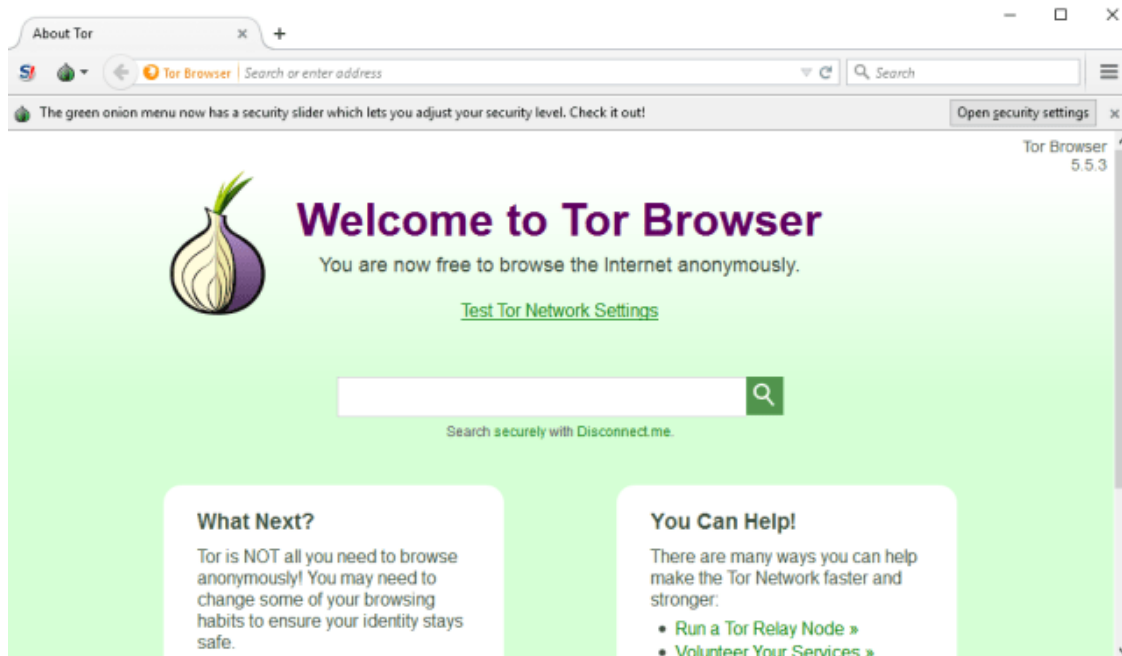 About Tor
Tor Browser Search or enter address
Search
The green onion menu now has a security slider which lets you adjust your security level. Check it out!
Open security settings
Tor Browser
5.5.3
Welcome to Tor Browser
You are now free to browse the Internet anonymously.
Test Tor Network Settings
Search securely with Disconnect.me.
What Next?
Tor is NOT all you need to browse
anonymously! You may need to
change some of your browsing
habits to ensure your identity stays
safe.
You Can Help!
There are many ways you can help
make the Tor Network faster and
stronger:
• Run a Tor Relay Node »
• Volunteer Your Services »